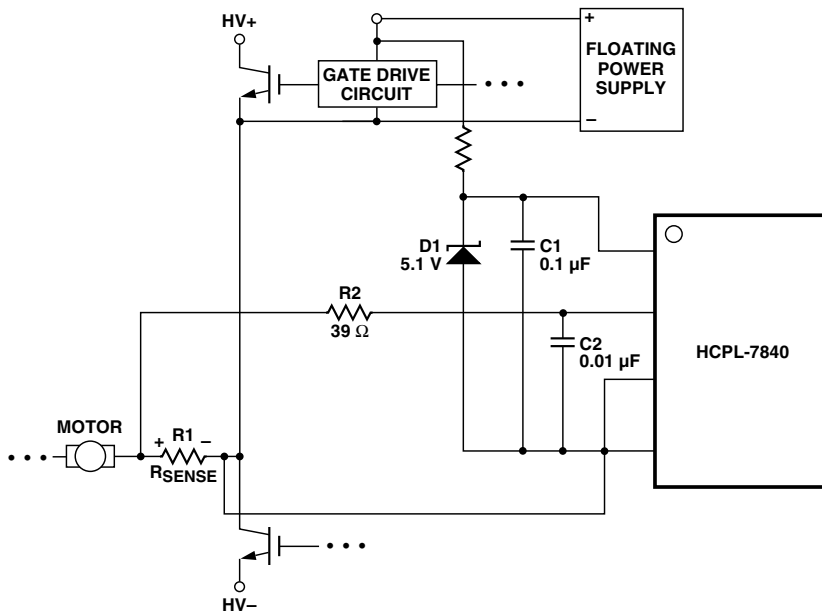 HV+
+
FLOATING
POWER
SUPPLY
–
GATE DRIVE
CIRCUIT
• • •
D1
5.1 V
C1
0.1 µF
R2
39 Ω
C2
0.01 µF
HCPL-7840
MOTOR
• • •
+ R1 –
RSENSE
• • •
HV–